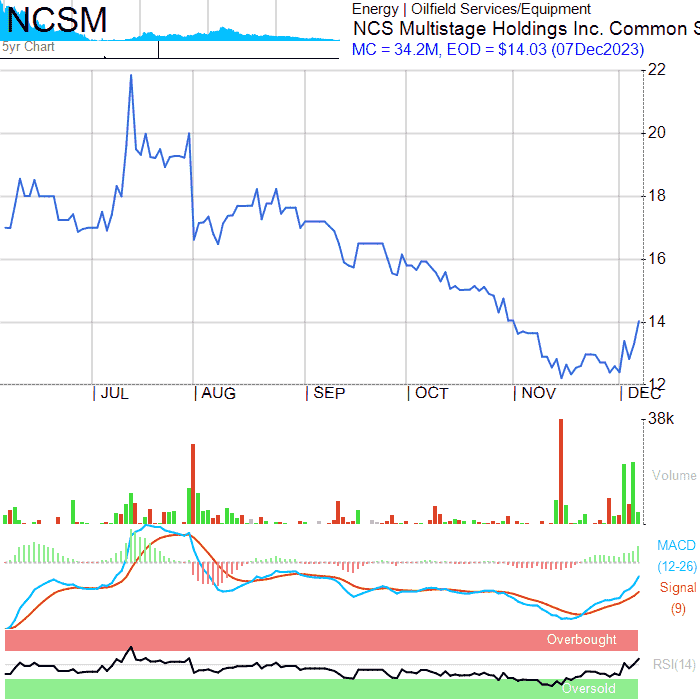 NCSM
5yr Chart
Energy | Oilfield Services/Equipment
NCS Multistage Holdings Inc. Common S
MC = 34.2M, EOD = $14.03 (07Dec2023)
22
20
18
16
14
12
JUL AUG SEP OCT NOV DEC
38k
Volume
MACD
(12-26)
Signal
(9)
Overbought
RSI(14)
Oversold